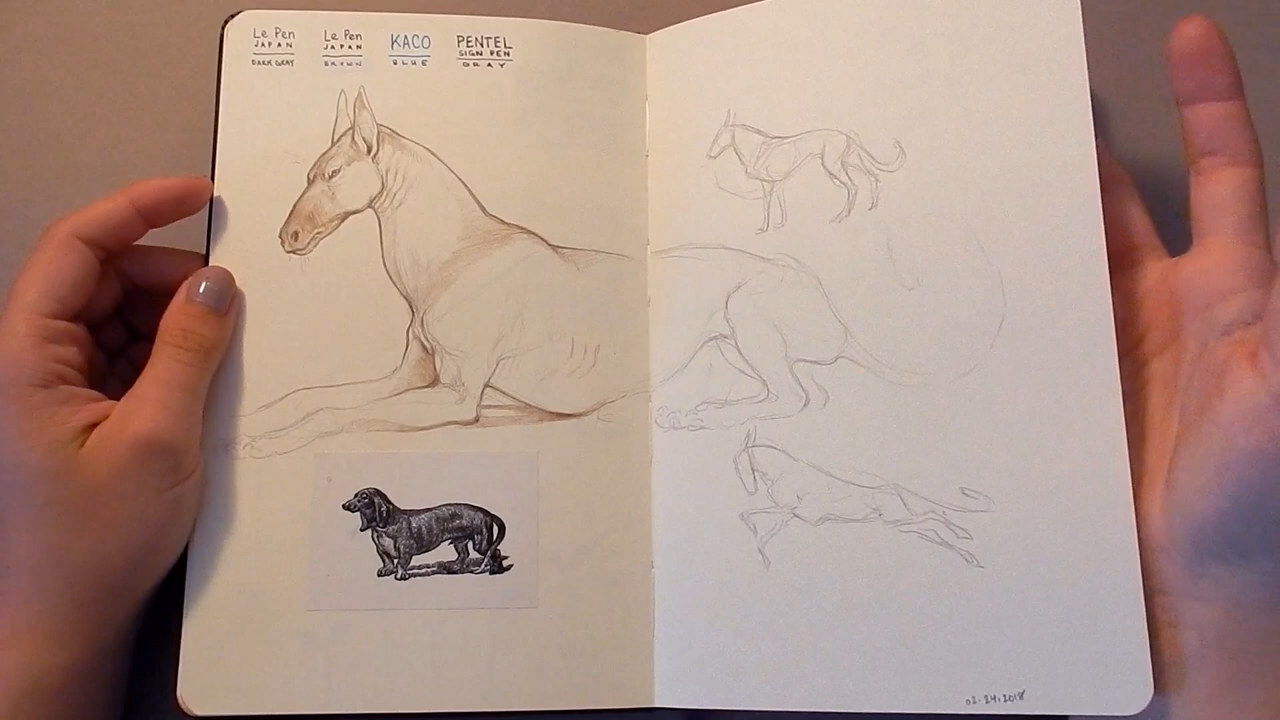 Le Pen
JAPAN
DARK GRAY
Le Pen
JAPAN
BROWN
KACO
BLUE
PENTEL
SIGN PEN
GRAY
02.24.2018